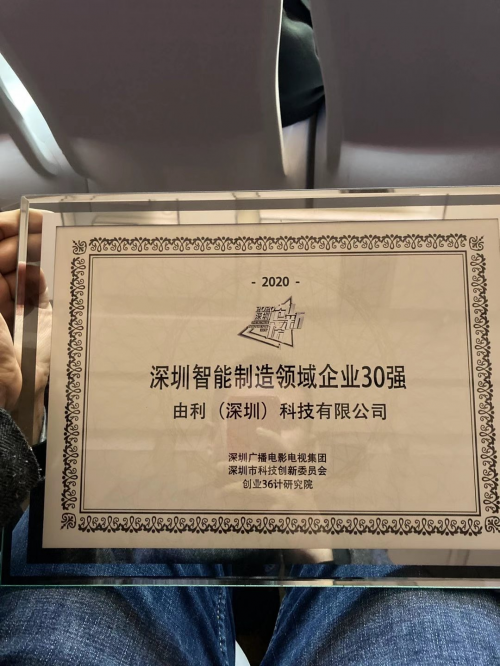 - 2020 -
深圳智能制造领域企业30强
由利（深圳）科技有限公司
深圳广播电影电视集团
深圳市科技创新委员会
创业36计研究院